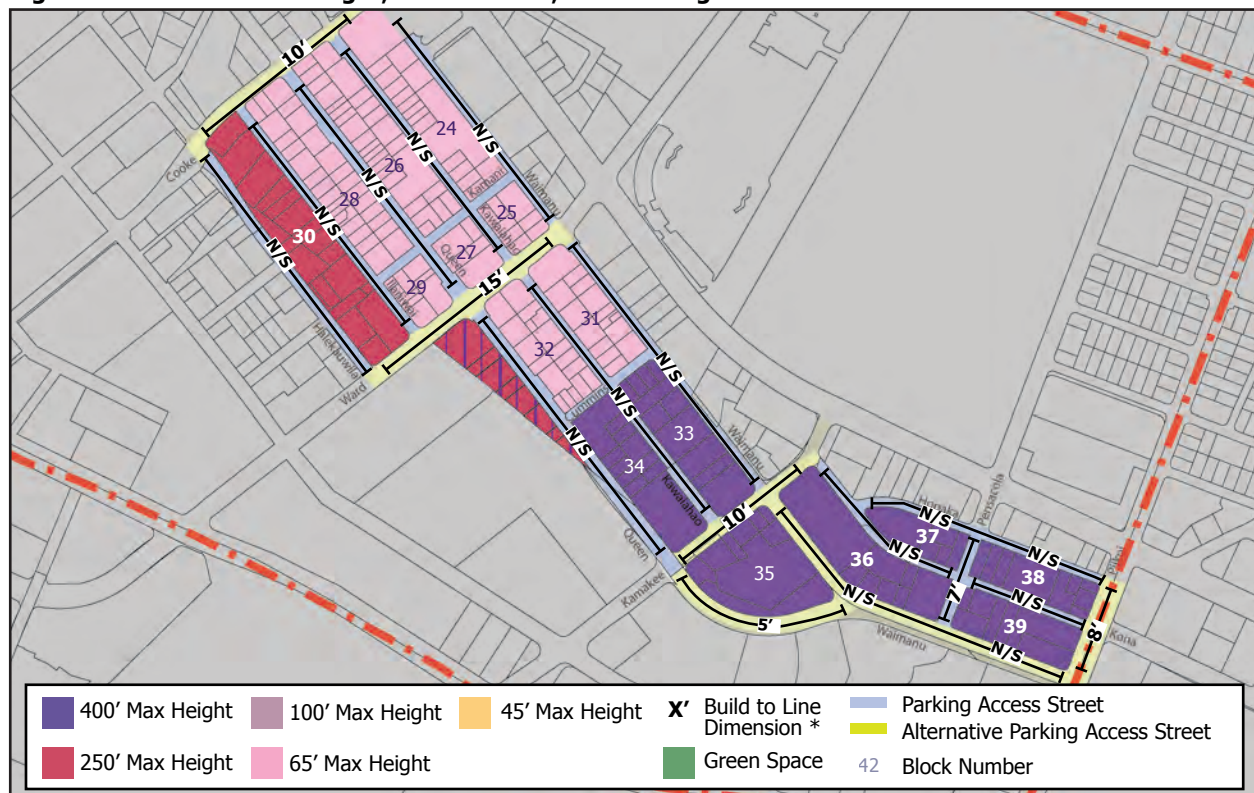 10’
24
N/S
N/S
Waimanu
Cooke
26
Kamani
N/S
28
25
Kawaiahao
30
N/S
27
Queen
N/S
29
15’
Ilaniwai
Halekauwila
Ward
31
32
N/S
Ummins
N/S
33
Waimanu
N/S
34
Kawaiahao
10’
Queen
Kamakee
35
5’
36
N/S
N/S
Waimanu
N/S
37
N/S
Pensacola
N/S
38
Piikoi
7’
N/S
39
8’
Kona
N/S
400’ Max Height
100’ Max Height
45’ Max Height
X’ Build to Line
Dimension *
Parking Access Street
Alternative Parking Access Street
250’ Max Height
65’ Max Height
Green Space
42 Block Number